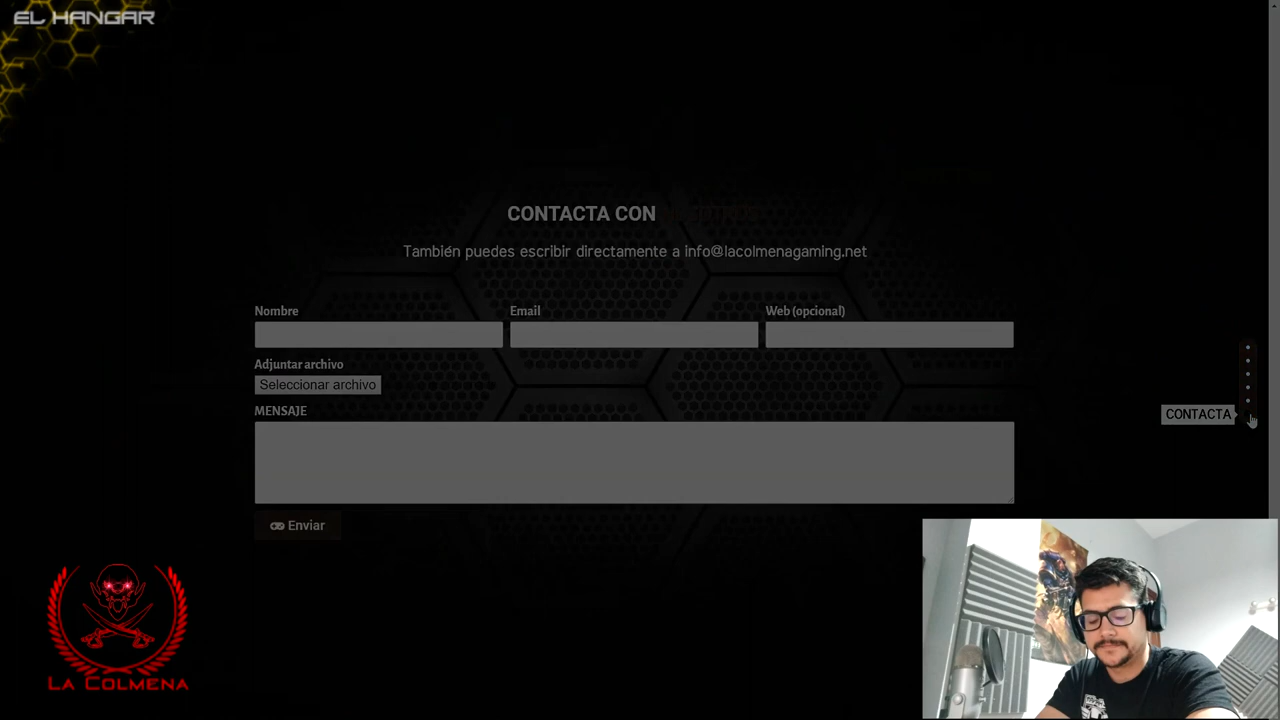 EL HANGAR
CONTACTA CON
También puedes escribir directamente a info@lacolmenagaming.net
Nombre
Email
Web (opcional)
Adjuntar archivo
Seleccionar archivo
MENSAJE
CONTACTA
Enviar
LA COLMENA